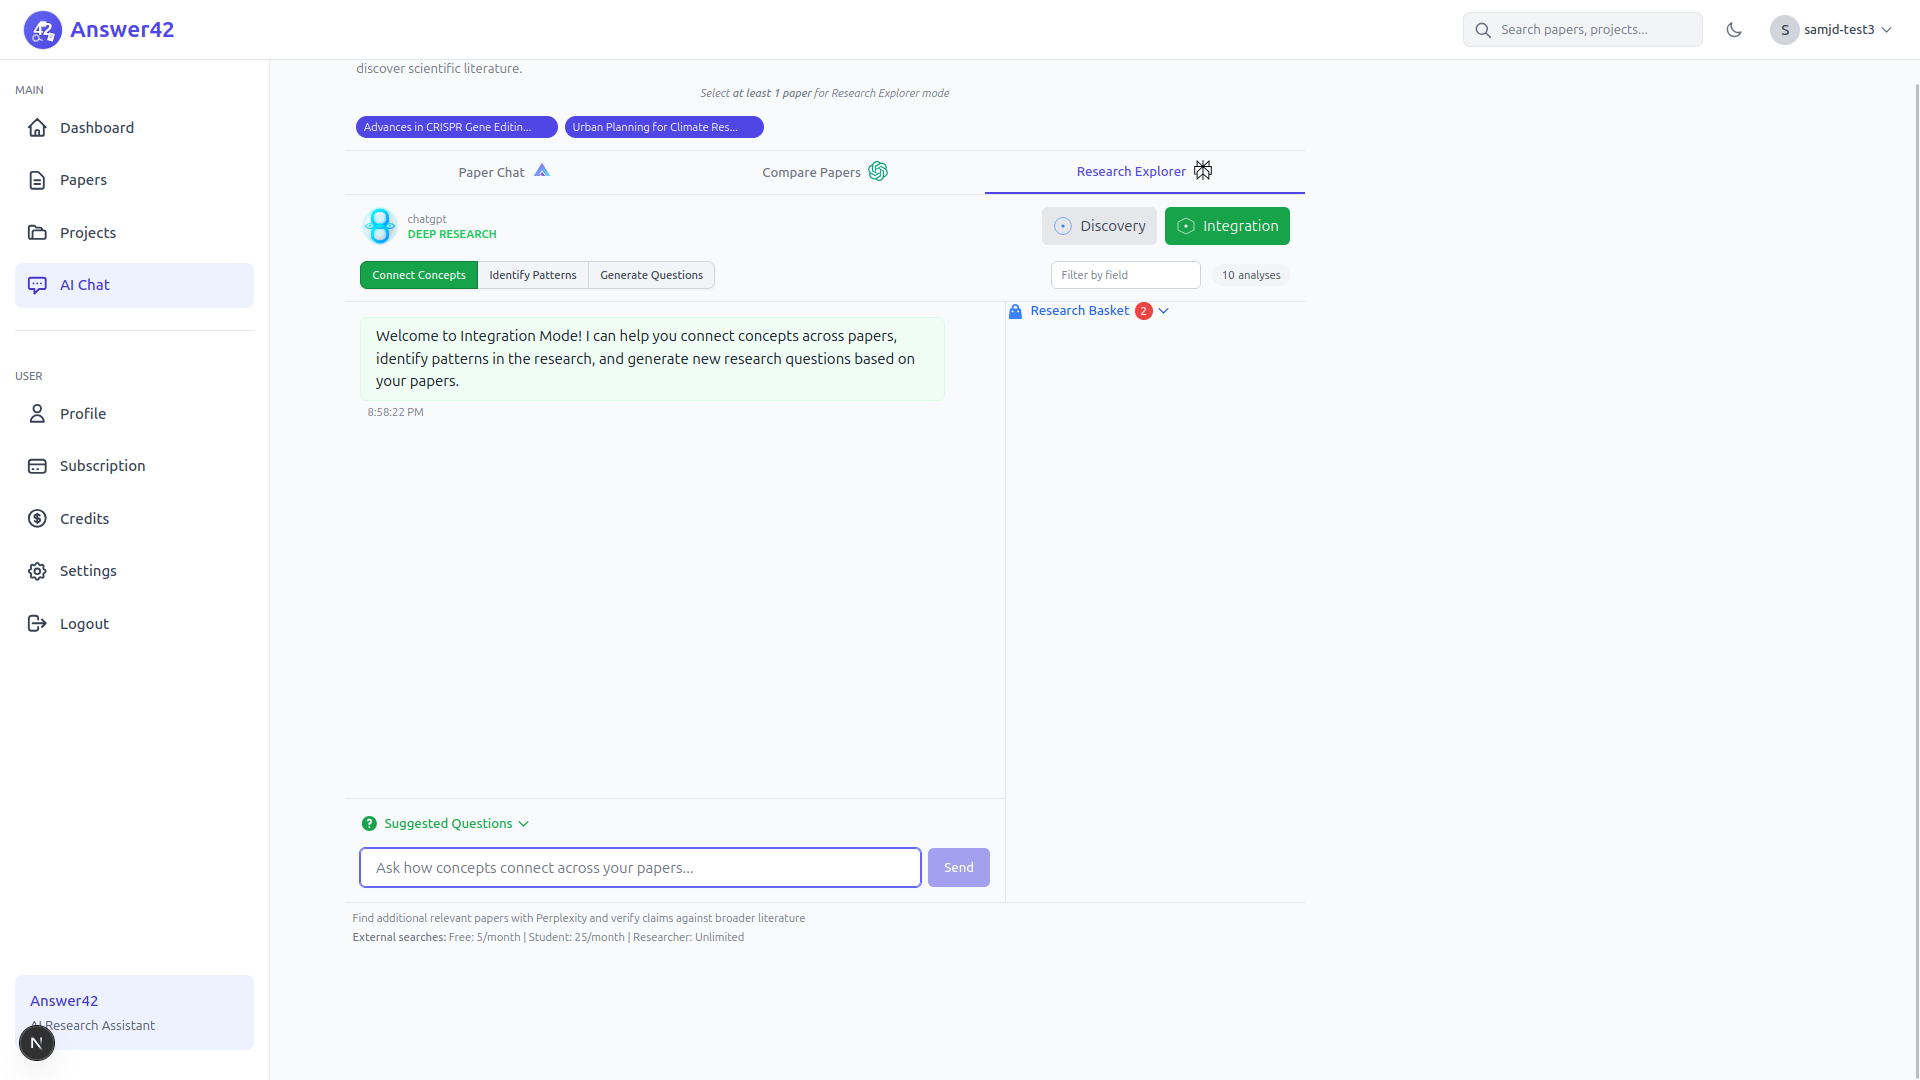 42
Answer42
Search papers, projects...
S
samjd-test3
MAIN
Dashboard
Papers
Projects
AI Chat
USER
Profile
Subscription
Credits
Settings
Logout
Answer42
AI Research Assistant
N
discover scientific literature.
Select at least 1 paper for Research Explorer mode
Advances in CRISPR Gene Editin...
Urban Planning for Climate Res...
Paper Chat
Compare Papers
Research Explorer
chatgpt
DEEP RESEARCH
Discovery
Integration
Connect Concepts
Identify Patterns
Generate Questions
Filter by field
10 analyses
Welcome to Integration Mode! I can help you connect concepts across papers,
identify patterns in the research, and generate new research questions based on
your papers.
8:58:22 PM
Research Basket
2
Suggested Questions
Ask how concepts connect across your papers...
Send
Find additional relevant papers with Perplexity and verify claims against broader literature
External searches: Free: 5/month | Student: 25/month | Researcher: Unlimited